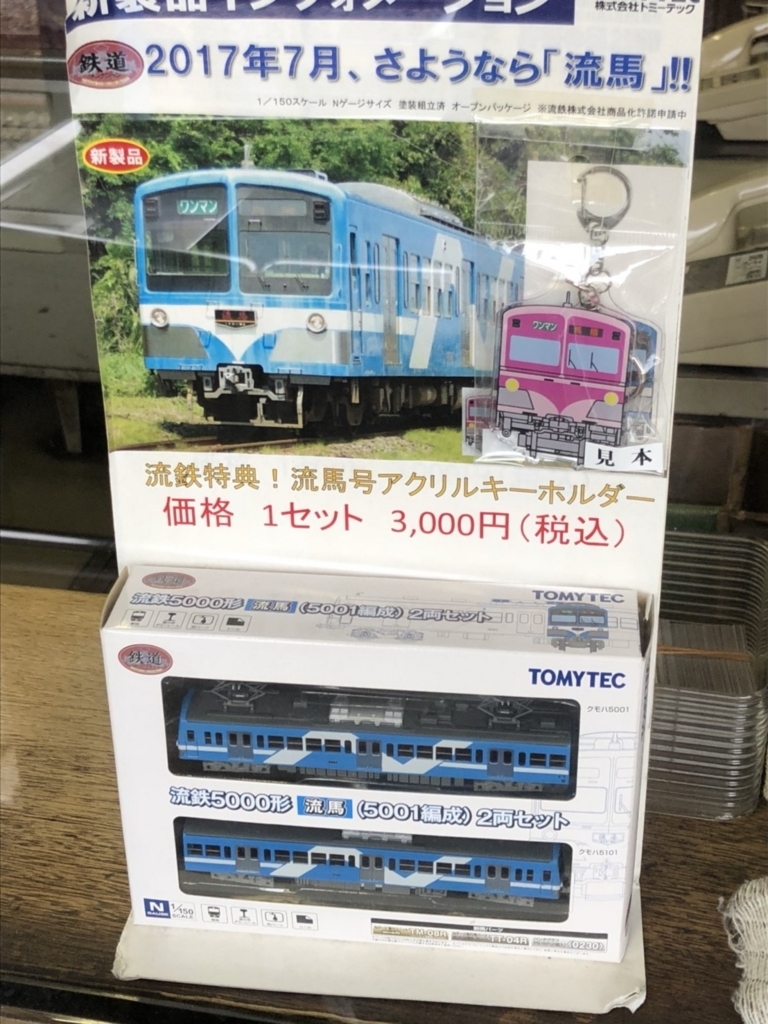 新製品インフォメーション
株式会社トミーテック
鉄道 2017年7月、さようなら「流馬」!!
1/150スケール Nゲージサイズ 塗装組立済 オープンパッケージ ※流鉄株式会社商品化許諾申請中
新製品
ワンマン
流馬
ワンマン
見本
流鉄特典！流馬号アクリルキーホルダー
価格 1セット 3,000円(税込)
流鉄5000形 流馬 (5001編成) 2両セット
TOMYTEC
鉄道
TOMYTEC
クモハ5001
流鉄5000形 流馬 (5001編成) 2両セット
クモハ5101
N
1/150
SCALE
TM-08R
TT-04R
(0230)